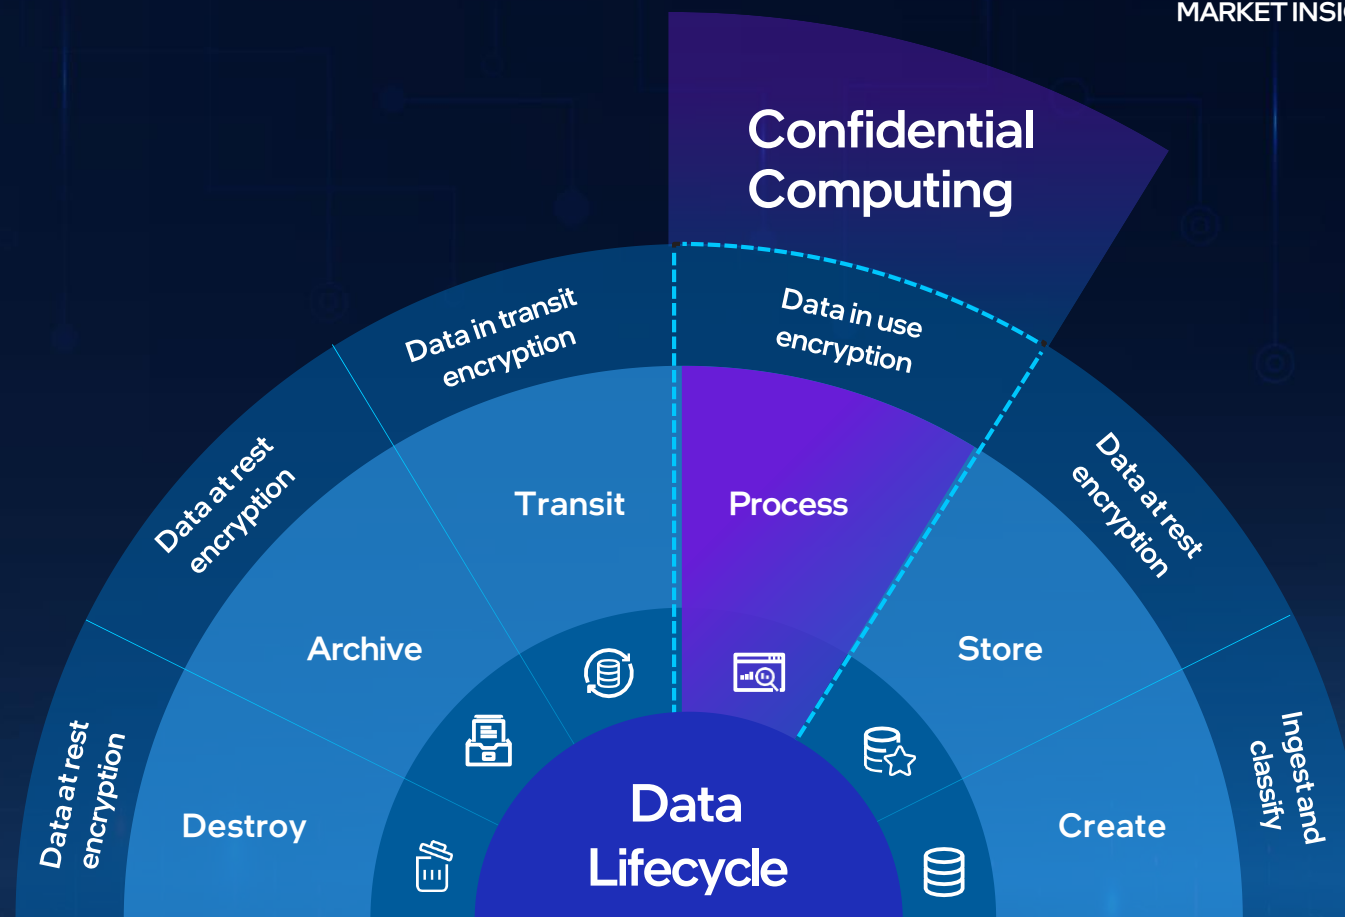 MARKET INSI
Confidential
Computing
Data in transit
encryption
Data in use
encryption
Data at rest
encryption
Data at rest
encryption
Transit
Process
Archive
Store
Data at rest
encryption
Ingest and
classify
Destroy
Create
Data
Lifecycle